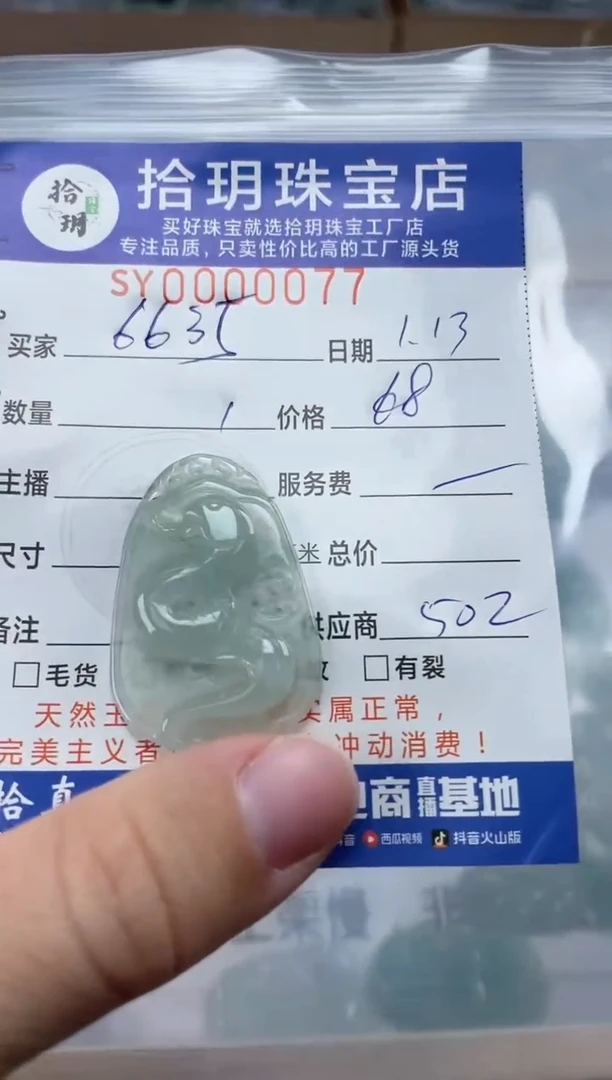 拾玥
拾玥珠宝店
买好珠宝就选拾玥珠宝工厂店
专注品质，只卖性价比高的工厂源头货
SY0000077
买家 6635 日期 1.13
数量 1 价格 68
主播 服务费
尺寸 米 总价
备注 供应商 502
毛货 有裂
天然玉 实属正常，
完美主义者 冲动消费！
拾真 电商直播基地
抖音 西瓜视频 抖音火山版